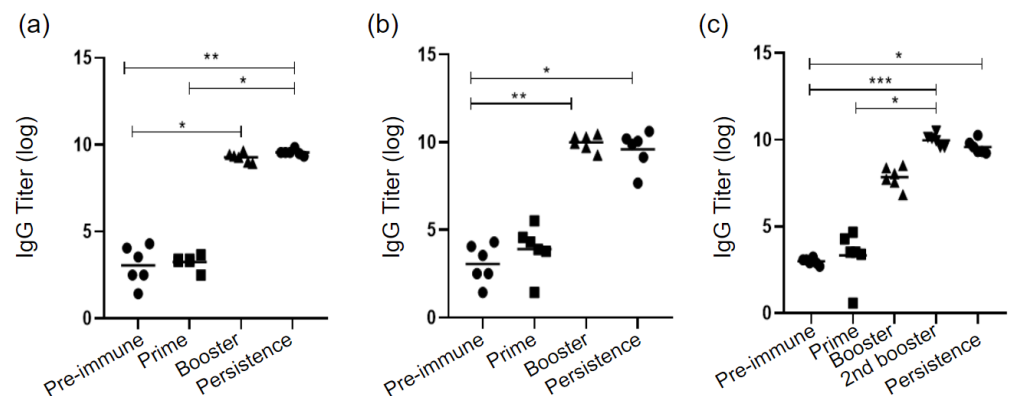 (a)
IgG Titer (log)
15
10
5
0
**
*
*
Pre-immune
Prime
Booster
Persistence
(b)
IgG Titer (log)
15
10
5
0
*
**
Pre-immune
Prime
Booster
Persistence
(c)
IgG Titer (log)
15
10
5
0
*
***
*
Pre-immune
Prime
Booster
2nd booster
Persistence